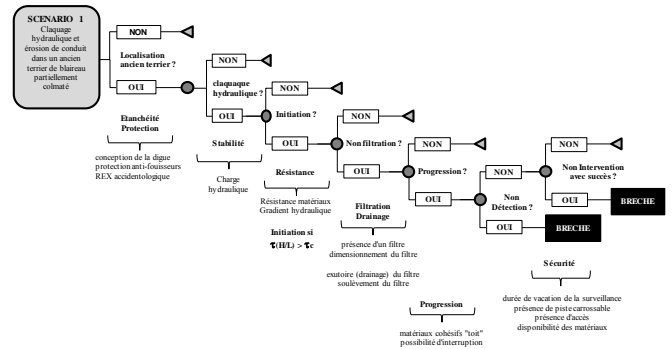 SCENARIO 1
Claquage
hydraulique et
érosion de conduit
dans un ancien
terrier de blaireau
partiellement
colmaté
NON
Localisation
ancien terrier ?
OUI
Etanchéité
Protection
conception de la digue
protection anti-fouisseurs
REX accidentologique
NON
claquaque
hydraulique ?
OUI
Stabilité
Charge
hydraulique
NON
Initiation ?
OUI
Résistance
Résistance matériaux
Gradient hydraulique
Initiation si
τ(H/L) > τc
NON
Non filtration ?
OUI
Filtration
Drainage
présence d'un filtre
dimensionnement du filtre
exutoire (drainage) du filtre
soulèvement du filtre
NON
Progression ?
OUI
Progression
matériaux cohésifs "toit"
possibilité d'interruption
NON
Non
Détection ?
OUI
BRECHE
NON
Non Intervention
avec succès ?
OUI
BRECHE
Sécurité
durée de vacation de la surveillance
présence de piste carrossable
présence d'accès
disponibilité des matériaux